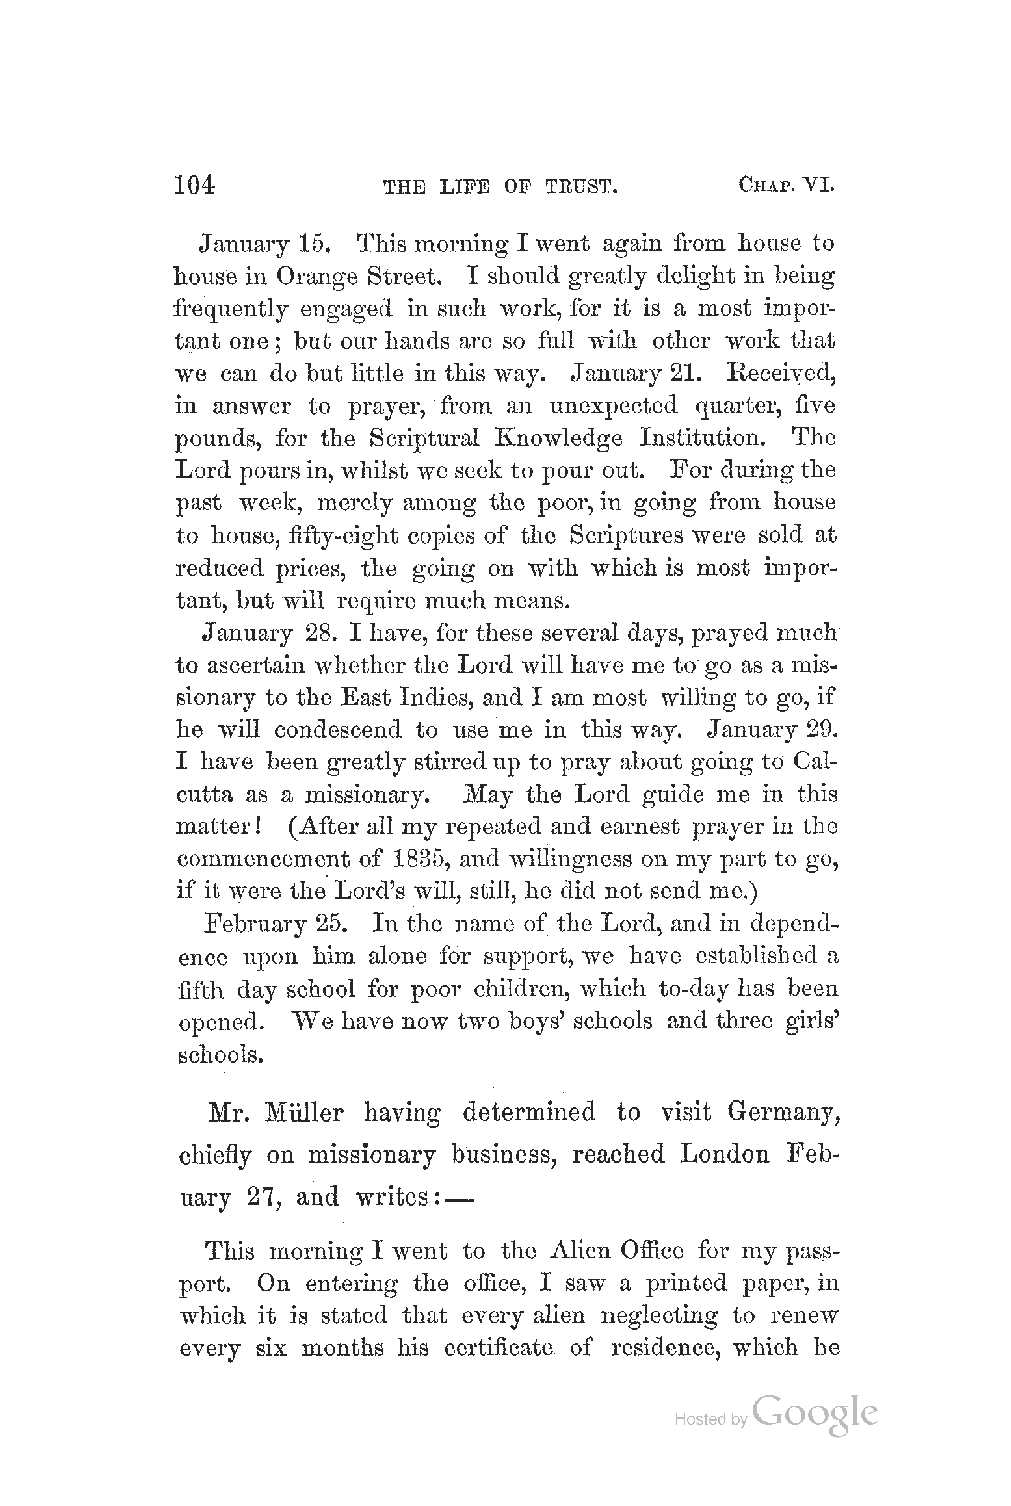 104 THE LIFE OF TRUST. CHAP. VI.
January 15. This morning I went again from house to
house in Orange Street. I should greatly delight in being
frequently engaged in such work, for it is a most impor-
tant one; but our hands are so full with other work that
we can do but little in this way. January 21. Received,
in answer to prayer, from an unexpected quarter, five
pounds, for the Scriptural Knowledge Institution. The
Lord pours in, whilst we seek to pour out. For during the
past week, merely among the poor, in going from house
to house, fifty-eight copies of the Scriptures were sold at
reduced prices, the going on with which is most impor-
tant, but will require much means.
January 28. I have, for these several days, prayed much
to ascertain whether the Lord will have me to go as a mis-
sionary to the East Indies, and I am most willing to go, if
he will condescend to use me in this way. January 29.
I have been greatly stirred up to pray about going to Cal-
cutta as a missionary. May the Lord guide me in this
matter! (After all my repeated and earnest prayer in the
commencement of 1835, and willingness on my part to go,
if it were the Lord's will, still, he did not send me.)
February 25. In the name of the Lord, and in depend-
ence upon him alone for support, we have established a
fifth day school for poor children, which to-day has been
opened. We have now two boys' schools and three girls'
schools.
Mr. Müller having determined to visit Germany,
chiefly on missionary business, reached London Feb-
uary 27, and writes:—
This morning I went to the Alien Office for my pass-
port. On entering the office, I saw a printed paper, in
which it is stated that every alien neglecting to renew
every six months his certificate of residence, which he
Hosted by Google